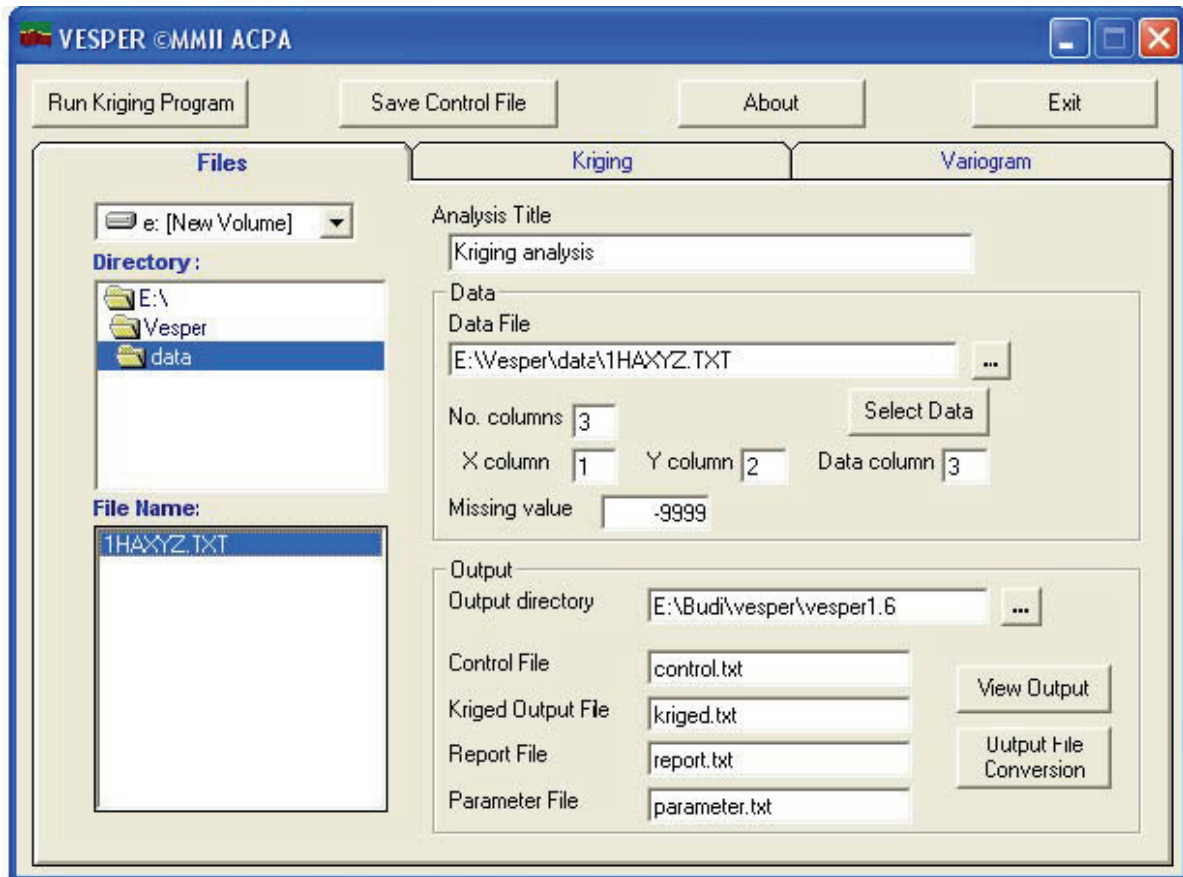 VESPER ©MMII ACPA
Run Kriging Program
Save Control File
About
Exit
Files
Kriging
Variogram
e: [New Volume]
Directory :
E:\
Vesper
data
File Name:
1HAXYZ.TXT
Analysis Title
Kriging analysis
Data
Data File
E:\Vesper\data\1HAXYZ.TXT
...
No. columns 3
Select Data
X column 1 Y column 2 Data column 3
Missing value -9999
Output
Output directory E:\Budi\vesper\vesper1.6 ...
Control File control.txt
Kriged Output File kriged.txt
Report File report.txt
Parameter File parameter.txt
View Output
Output File
Conversion